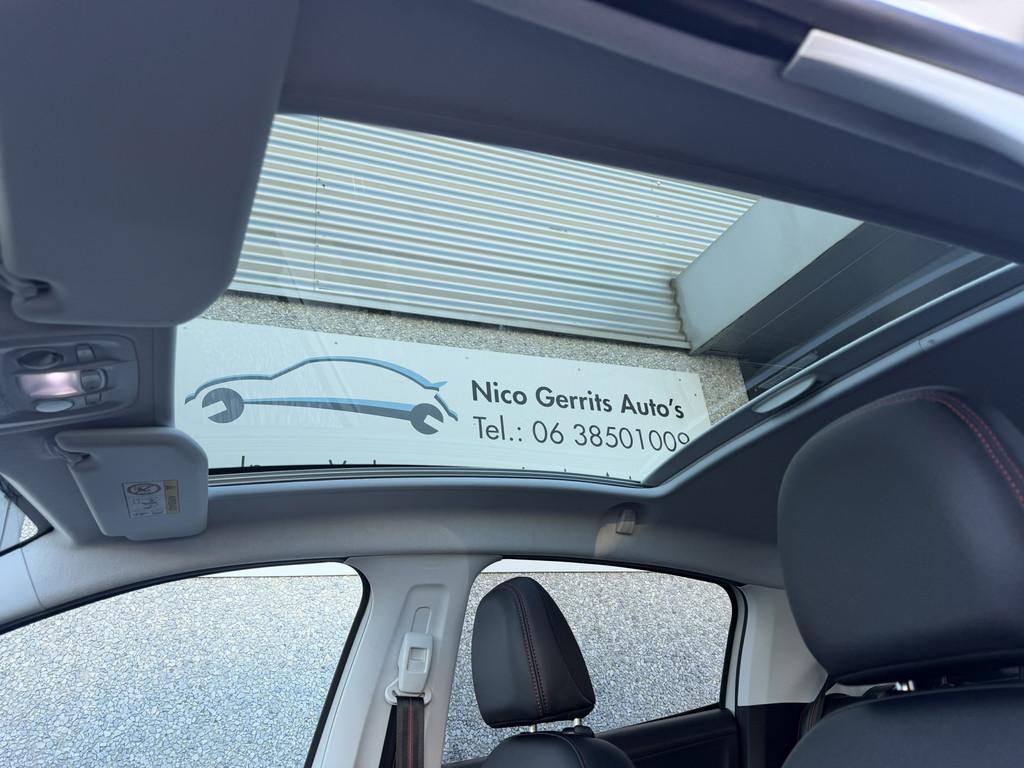 Nico Gerrits Auto's
Tel.: 06 38501009